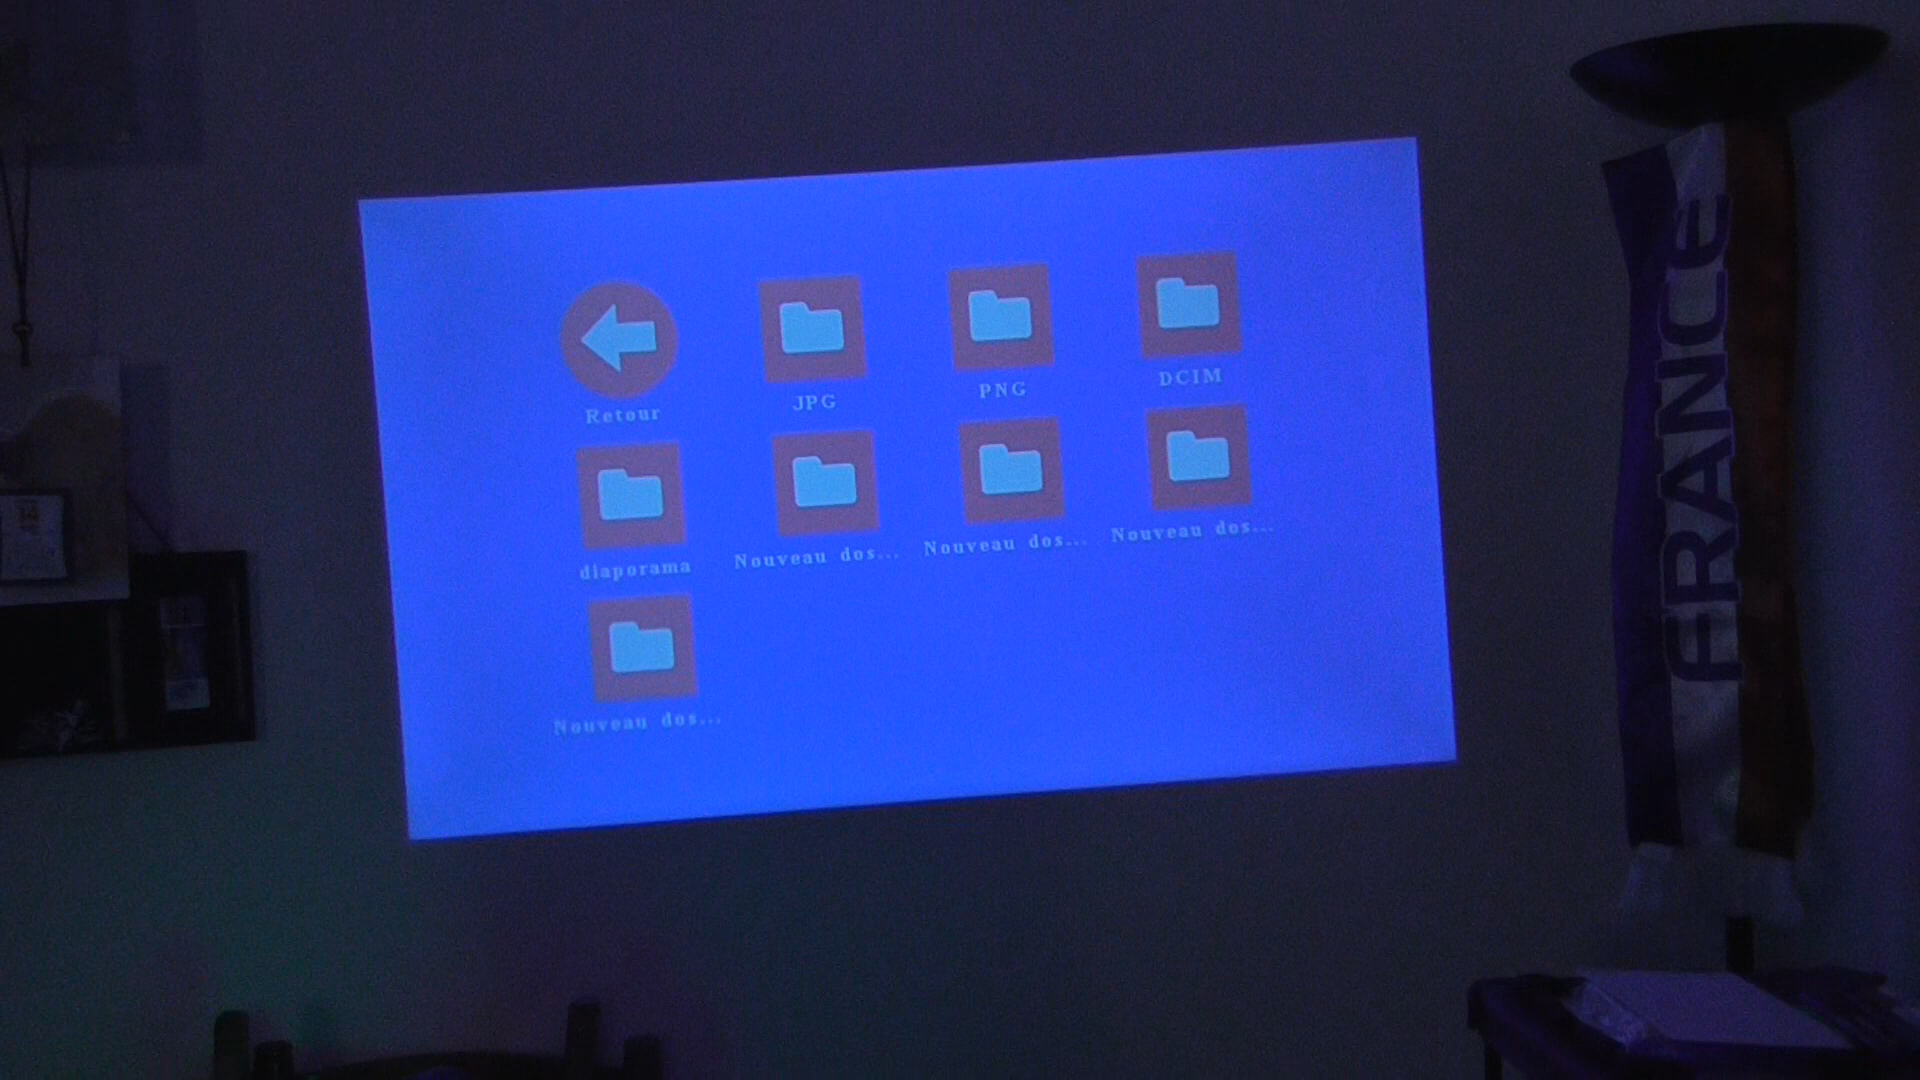 Retour
JPG
PNG
DCIM
diaporama
Nouveau dos...
Nouveau dos...
Nouveau dos...
Nouveau dos...
FRANCE